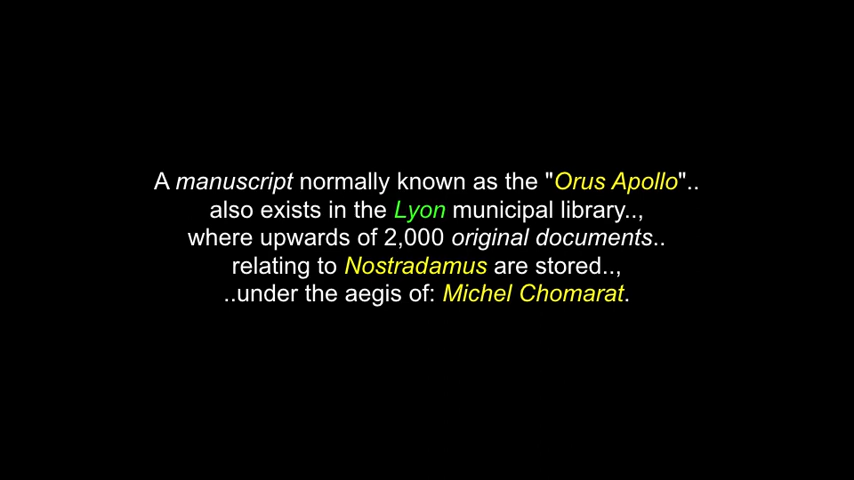 A manuscript normally known as the "Orus Apollo"..
also exists in the Lyon municipal library..,
where upwards of 2,000 original documents..
relating to Nostradamus are stored..,
..under the aegis of: Michel Chomarat.